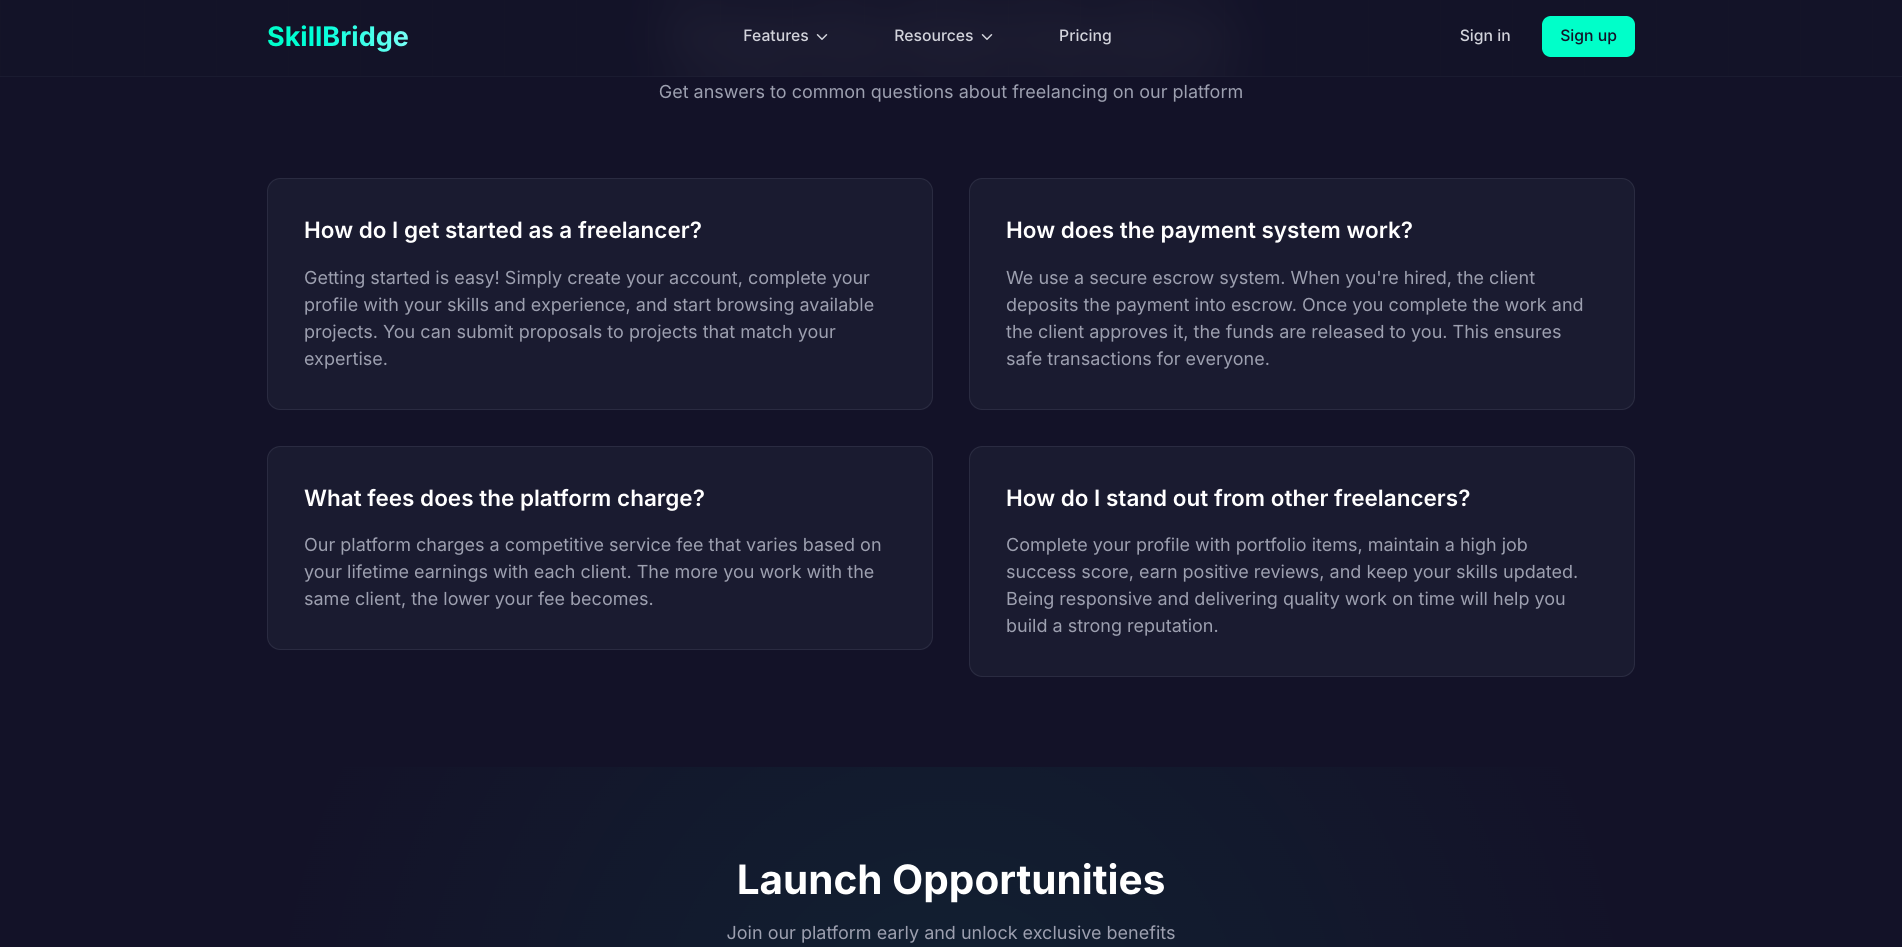 SkillBridge
Features
Resources
Pricing
Sign in
Sign up
Get answers to common questions about freelancing on our platform
How do I get started as a freelancer?
Getting started is easy! Simply create your account, complete your
profile with your skills and experience, and start browsing available
projects. You can submit proposals to projects that match your
expertise.
How does the payment system work?
We use a secure escrow system. When you're hired, the client
deposits the payment into escrow. Once you complete the work and
the client approves it, the funds are released to you. This ensures
safe transactions for everyone.
What fees does the platform charge?
Our platform charges a competitive service fee that varies based on
your lifetime earnings with each client. The more you work with the
same client, the lower your fee becomes.
How do I stand out from other freelancers?
Complete your profile with portfolio items, maintain a high job
success score, earn positive reviews, and keep your skills updated.
Being responsive and delivering quality work on time will help you
build a strong reputation.
Launch Opportunities
Join our platform early and unlock exclusive benefits